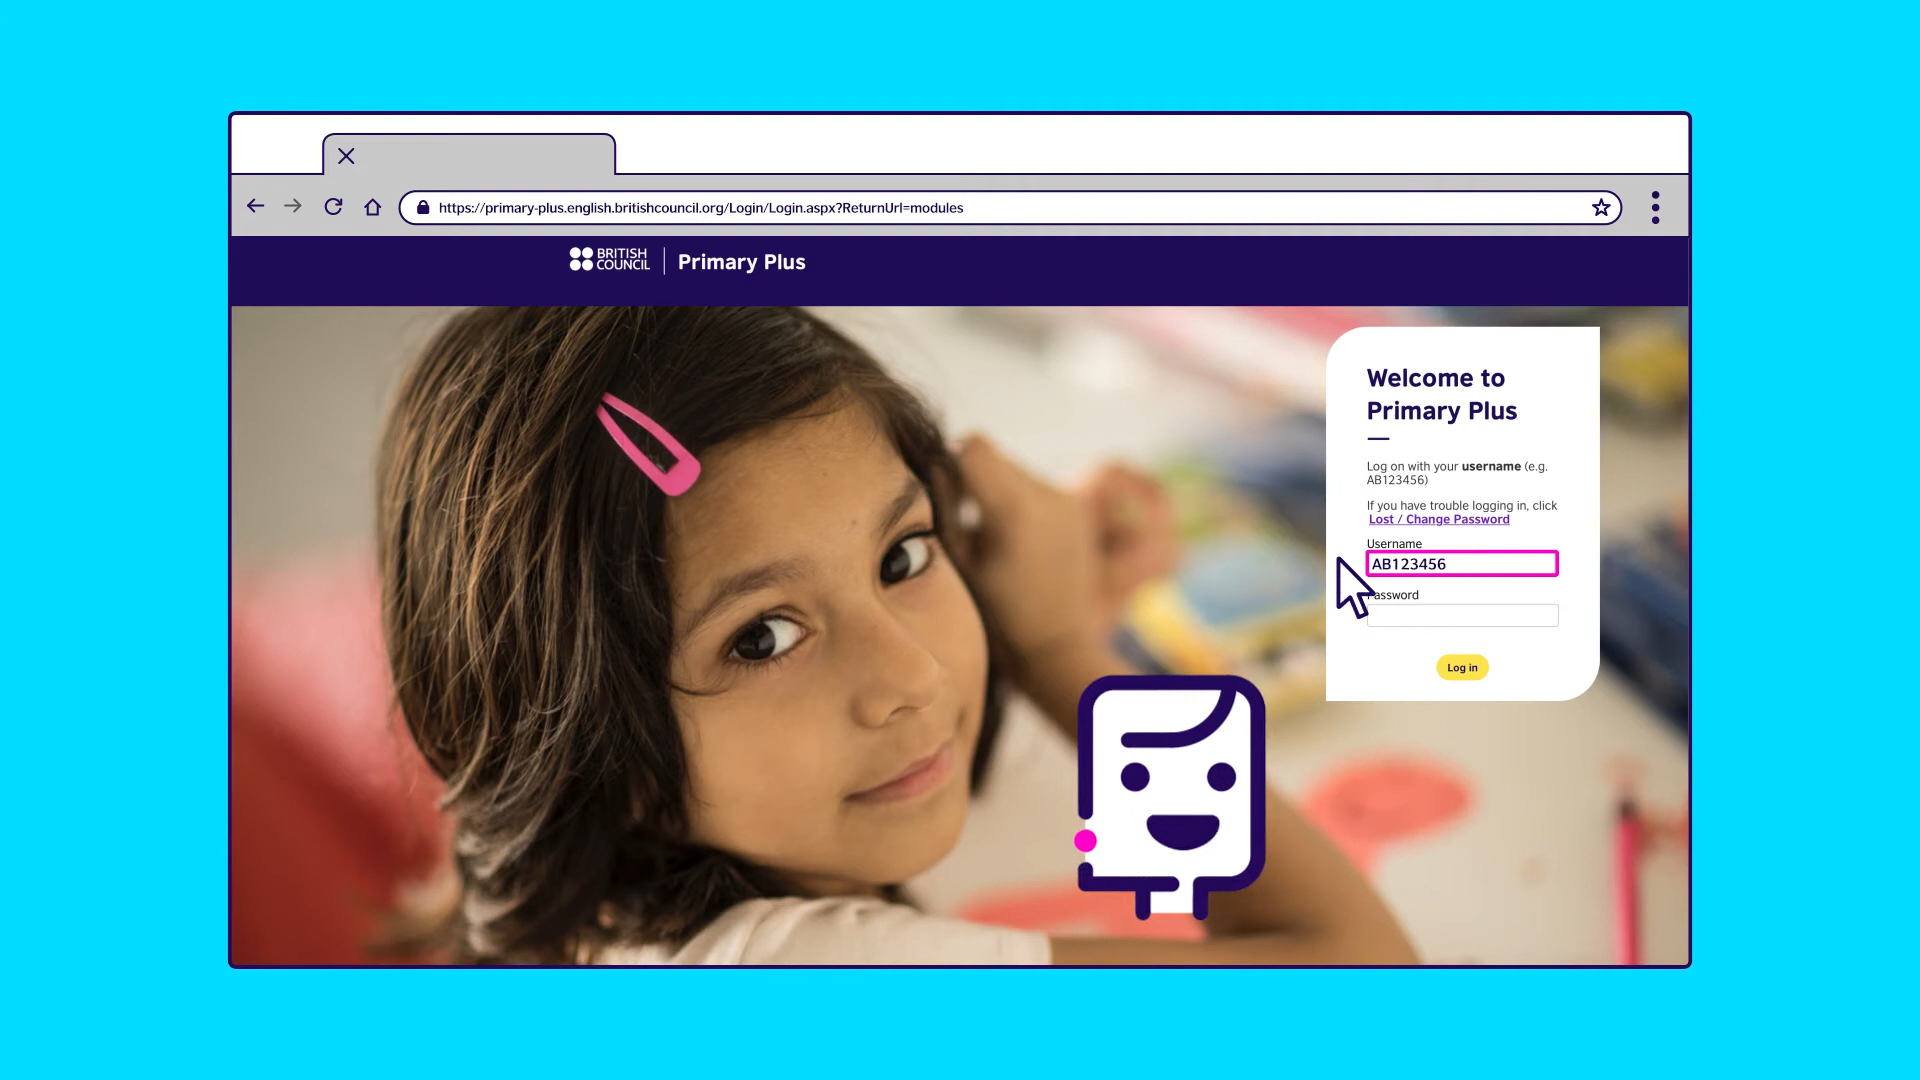 https://primary-plus.english.britishcouncil.org/Login/Login.aspx?ReturnUrl=modules
BRITISH
COUNCIL
Primary Plus
Welcome to
Primary Plus
Log on with your username (e.g.
AB123456)
If you have trouble logging in, click
Lost / Change Password
Username
AB123456
assword
Log in